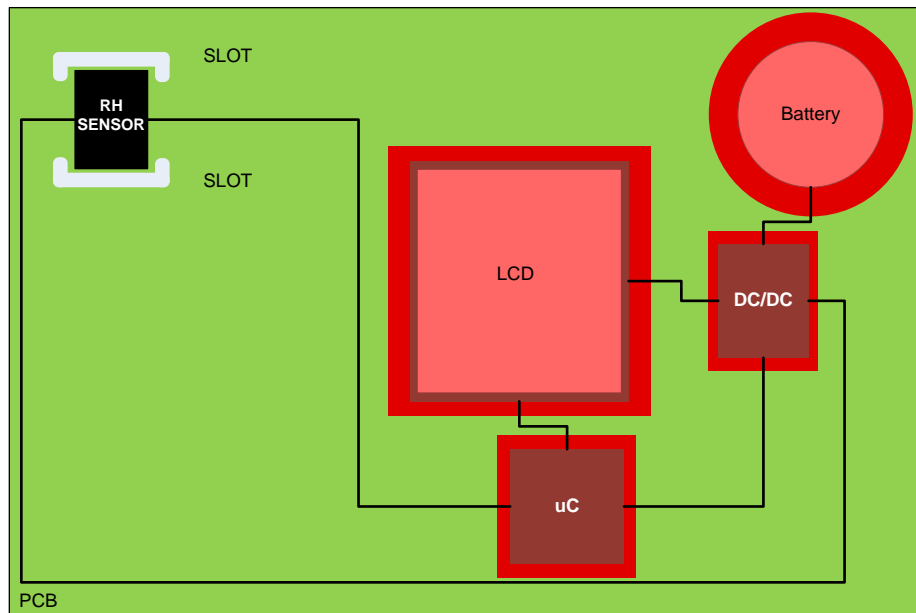 SLOT
RH
SENSOR
SLOT
Battery
LCD
DC/DC
uC
PCB